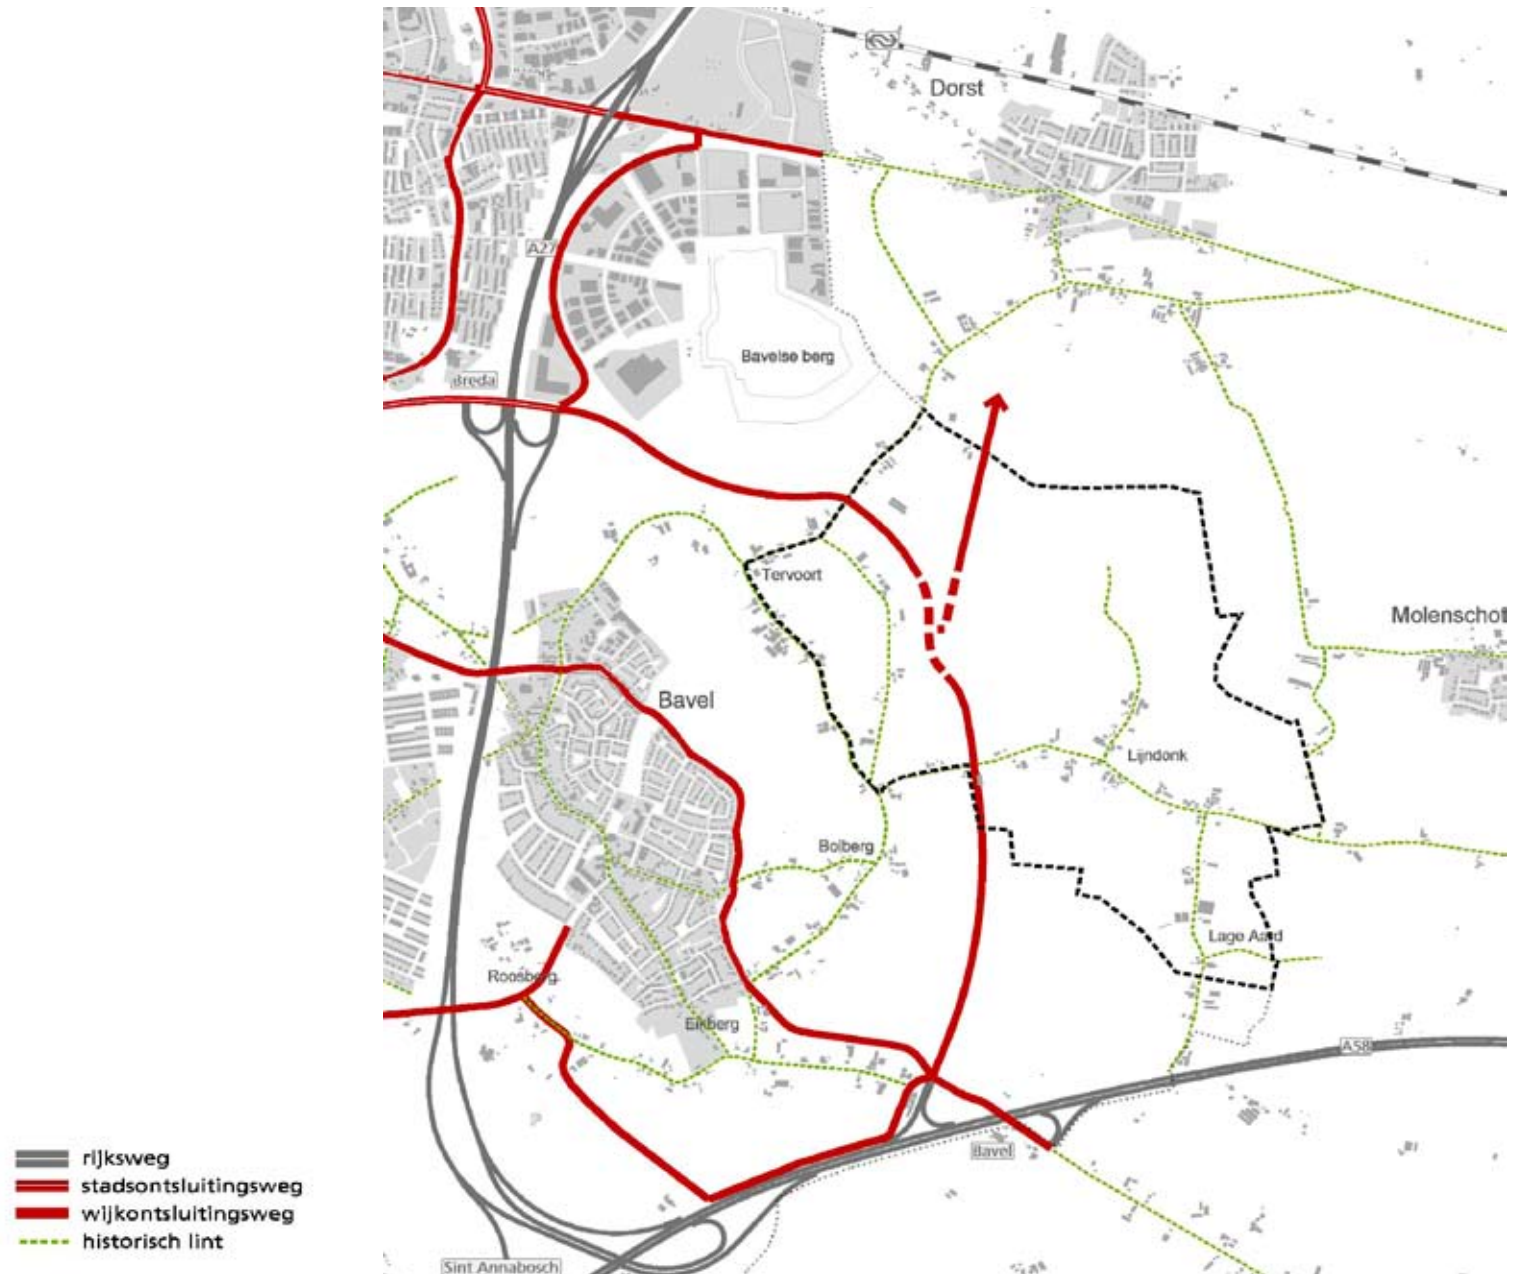 Dorst
A27
Bavelse berg
Breda
Tervoort
Molenschot
Bavel
Lijndonk
Bolberg
Lage Aard
Roosberg
Eikberg
A58
Bavel
rijksweg
stadsontsluitingsweg
wijkontsluitingsweg
historisch lint
Sint Annabosch